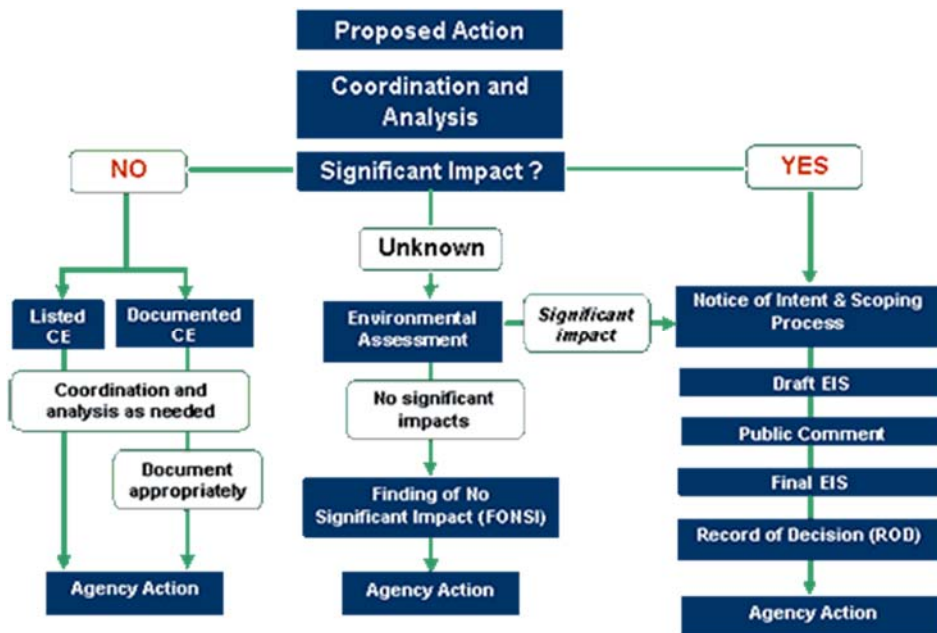 Proposed Action
Coordination and
Analysis
NO
Significant Impact ?
YES
Unknown
Listed
CE
Documented
CE
Environmental
Assessment
Significant
impact
Notice of Intent & Scoping
Process
Coordination and
analysis as needed
No significant
impacts
Draft EIS
Public Comment
Document
appropriately
Finding of No
Significant Impact (FONSI)
Final EIS
Record of Decision (ROD)
Agency Action
Agency Action
Agency Action